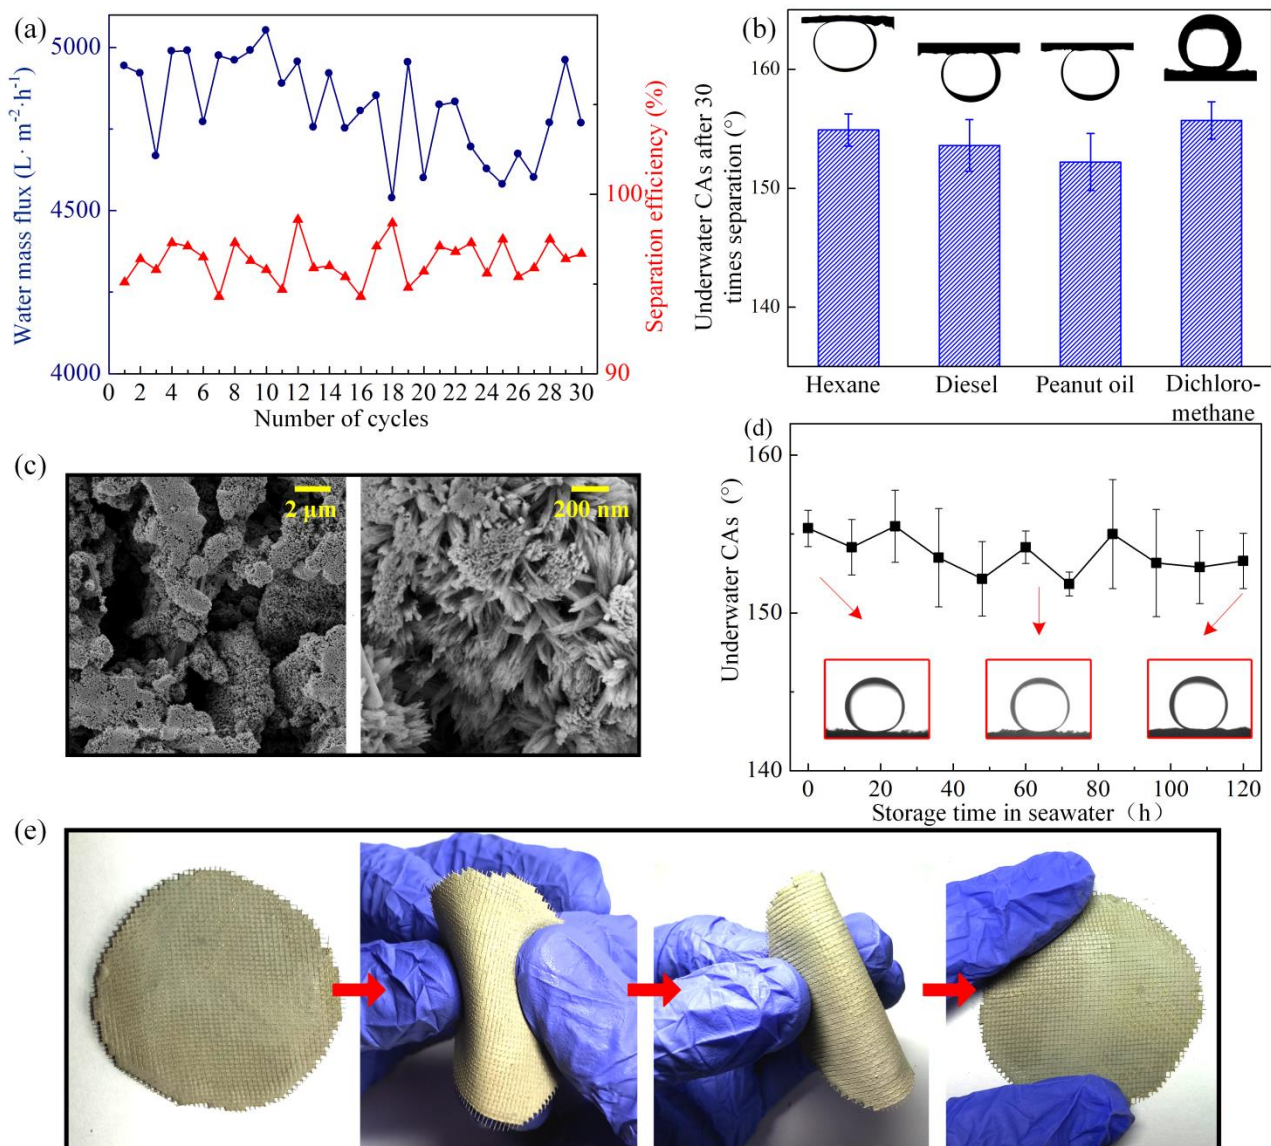 (a)
5000
4500
4000
Water mass flux (L· m⁻²·h⁻¹)
100
90
Separation efficiency (%)
0 2 4 6 8 10 12 14 16 18 20 22 24 26 28 30
Number of cycles
(b)
160
150
140
Underwater CAs after 30
times separation (°)
Hexane Diesel Peanut oil Dichloro-
methane
(c)
2 μm
200 nm
(d)
160
150
140
Underwater CAs (°)
0 20 40 60 80 100 120
Storage time in seawater (h)
(e)